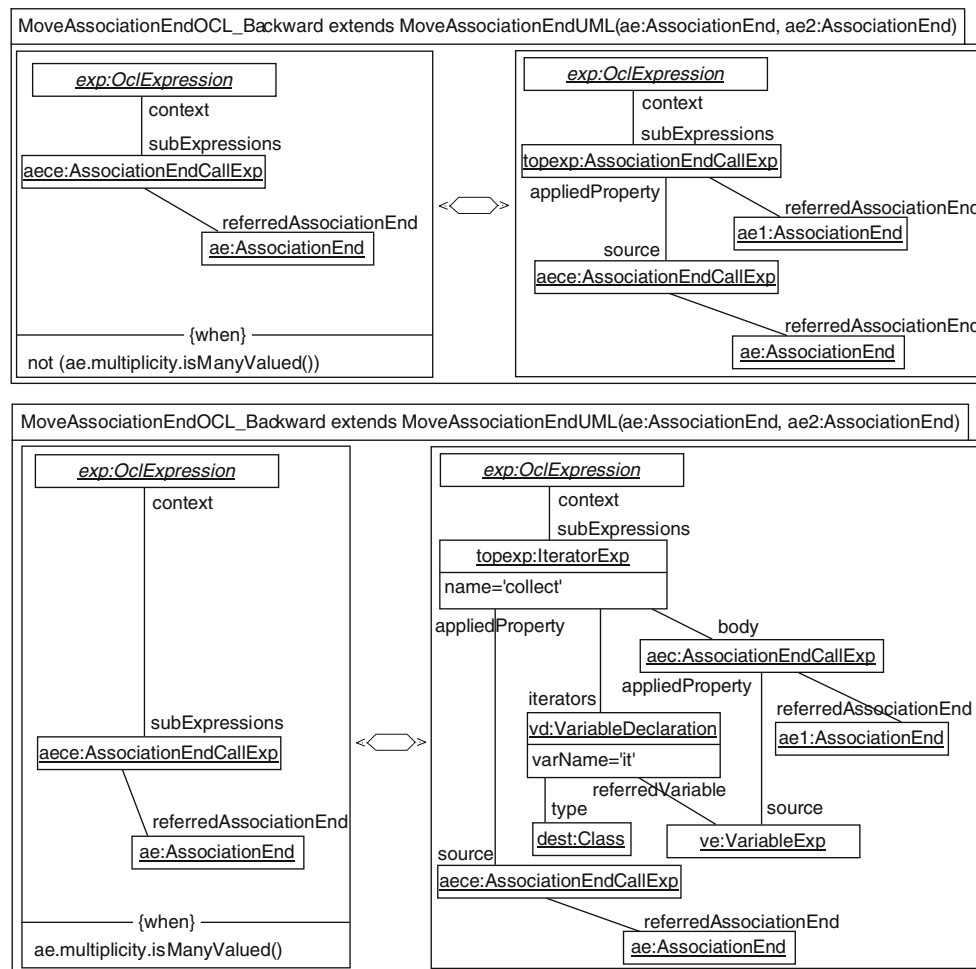 MoveAssociationEndOCL_Backward extends MoveAssociationEndUML(ae:AssociationEnd, ae2:AssociationEnd)
exp:OclExpression
context
subExpressions
aece:AssociationEndCallExp
referredAssociationEnd
ae:AssociationEnd
{when}
not (ae.multiplicity.isManyValued())
exp:OclExpression
context
subExpressions
topexp:AssociationEndCallExp
appliedProperty
referredAssociationEnd
ae1:AssociationEnd
source
aece:AssociationEndCallExp
referredAssociationEnd
ae:AssociationEnd
MoveAssociationEndOCL_Backward extends MoveAssociationEndUML(ae:AssociationEnd, ae2:AssociationEnd)
exp:OclExpression
context
subExpressions
aece:AssociationEndCallExp
referredAssociationEnd
ae:AssociationEnd
{when}
ae.multiplicity.isManyValued()
exp:OclExpression
context
subExpressions
topexp:IteratorExp
name='collect'
appliedProperty
body
aec:AssociationEndCallExp
appliedProperty
referredAssociationEnd
ae1:AssociationEnd
iterators
vd:VariableDeclaration
varName='it'
referredVariable
type
source
dest:Class
ve:VariableExp
source
aece:AssociationEndCallExp
referredAssociationEnd
ae:AssociationEnd